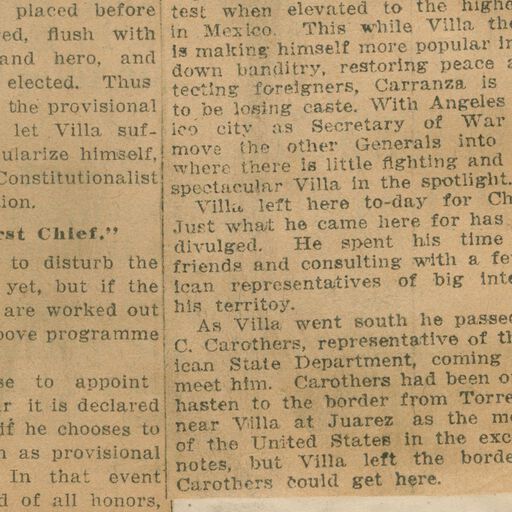 placed before
ed, flush with
and hero, and
elected. Thus
the provisional
let Villa suf-
ularize himself,
Constitutionalist
ion.
rst Chief."
to disturb the
yet, but if the
are worked out
bove programme
se to appoint
r it is declared
if he chooses to
n as provisional
In that event
d of all honors,
test when elevated to the highe
in Mexico. This while Villa the
is making himself more popular in
down banditry, restoring peace a
tecting foreigners, Carranza is
to be losing caste. With Angeles
ico city as Secretary of War
move the other Generals into
where there is little fighting and
spectacular Villa in the spotlight.
Villa left here to-day for Ch
Just what he came here for has
divulged. He spent his time
friends and consulting with a fe
ican representatives of big inte
his territoy.
As Villa went south he passed
C. Carothers, representative of th
ican State Department, coming
meet him. Carothers had been o
hasten to the border from Torre
near Villa at Juarez as the me
of the United States in the exc
notes, but Villa left the borde
Carothers could get here.